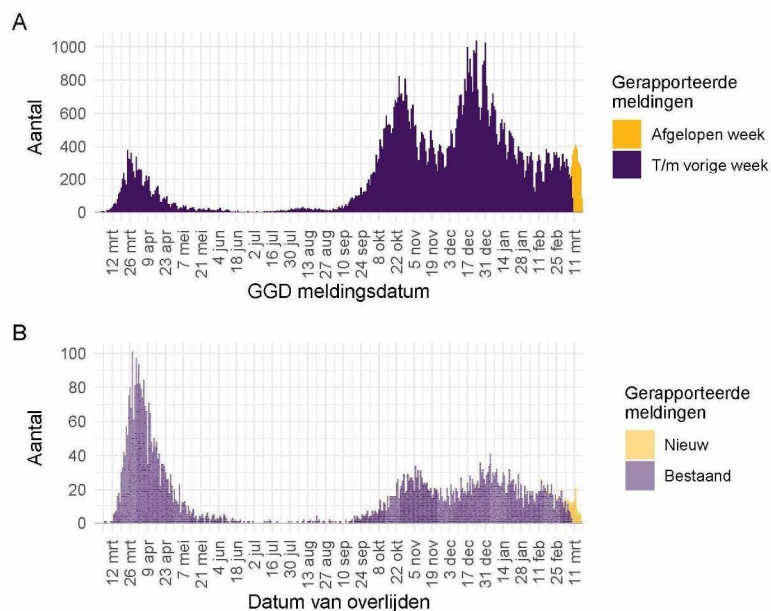 A
1000
800
600
400
200
0
Aantal
12 mrt
26 mrt
9 apr
23 apr
7 mei
21 mei
4 jun
18 jun
2 jul
16 jul
30 jul
13 aug
27 aug
10 sep
24 sep
8 okt
22 okt
5 nov
19 nov
3 dec
17 dec
31 dec
14 jan
28 jan
11 feb
25 feb
11 mrt
GGD meldingsdatum
Gerapporteerde
meldingen
Afgelopen week
T/m vorige week
B
100
80
60
40
20
0
Aantal
12 mrt
26 mrt
9 apr
23 apr
7 mei
21 mei
4 jun
18 jun
2 jul
16 jul
30 jul
13 aug
27 aug
10 sep
24 sep
8 okt
22 okt
5 nov
19 nov
3 dec
17 dec
31 dec
14 jan
28 jan
11 feb
25 feb
11 mrt
Datum van overlijden
Gerapporteerde
meldingen
Nieuw
Bestaand